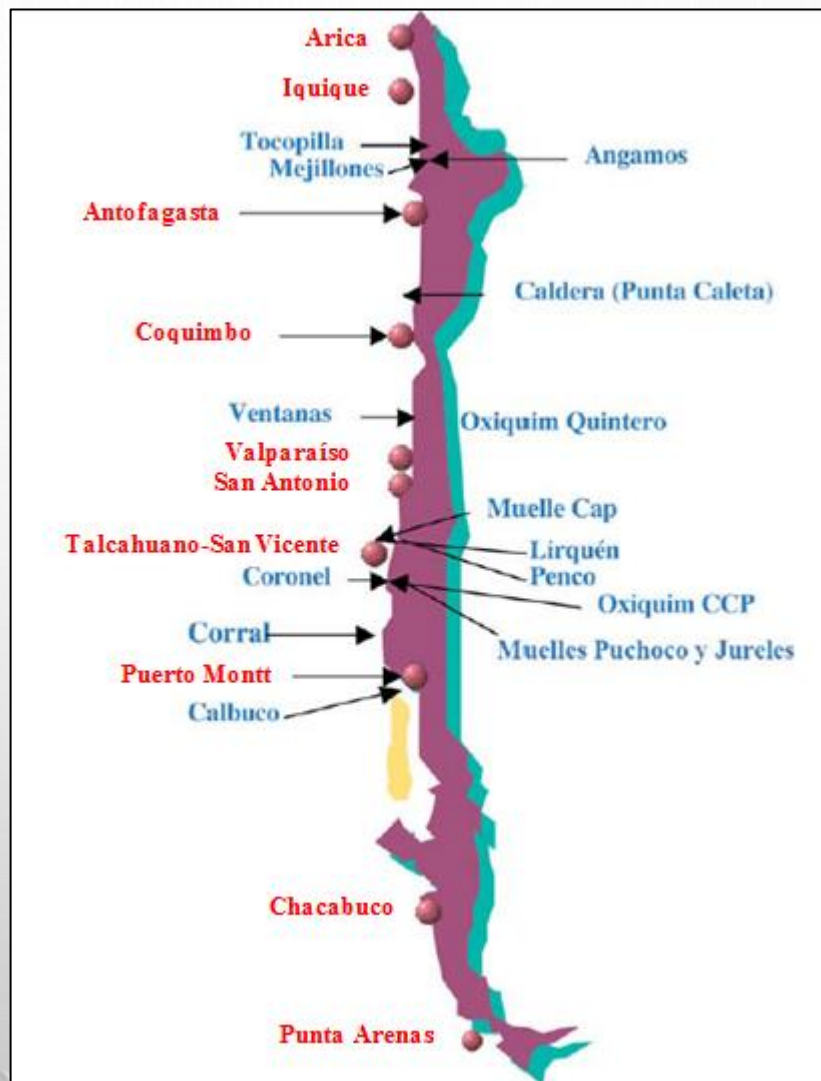 Arica
Iquique
Tocopilla
Mejillones
Angamos
Antofagasta
Caldera (Punta Caleta)
Coquimbo
Ventanas
Oxiquim Quintero
Valparaíso
San Antonio
Muelle Cap
Talcahuano-San Vicente
Lirquén
Penco
Coronel
Oxiquim CCP
Corral
Muelles Puchoco y Jureles
Puerto Montt
Calbuco
Chacabuco
Punta Arenas